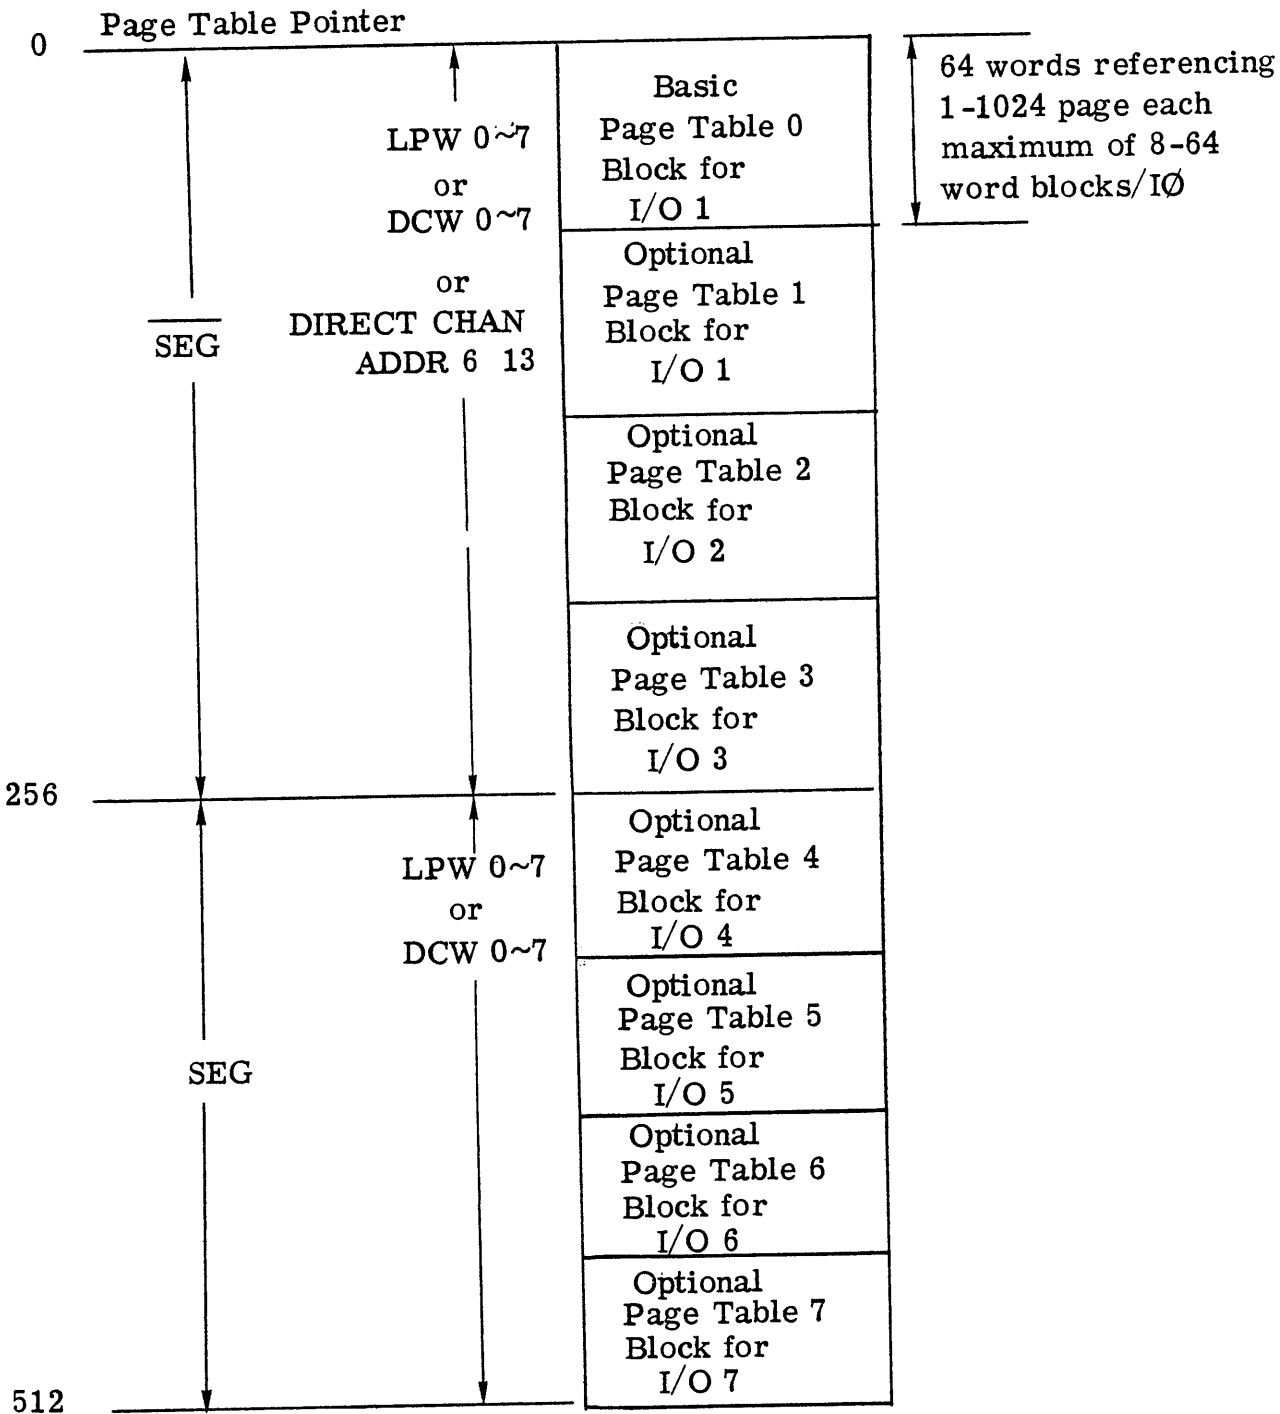 Page Table Pointer
0
64 words referencing
1-1024 page each
maximum of 8-64
word blocks/IØ
LPW 0~7
or
DCW 0~7
or
DIRECT CHAN
ADDR 6 13
SEG
Basic
Page Table 0
Block for
I/O 1
Optional
Page Table 1
Block for
I/O 1
Optional
Page Table 2
Block for
I/O 2
Optional
Page Table 3
Block for
I/O 3
256
LPW 0~7
or
DCW 0~7
SEG
Optional
Page Table 4
Block for
I/O 4
Optional
Page Table 5
Block for
I/O 5
Optional
Page Table 6
Block for
I/O 6
Optional
Page Table 7
Block for
I/O 7
512